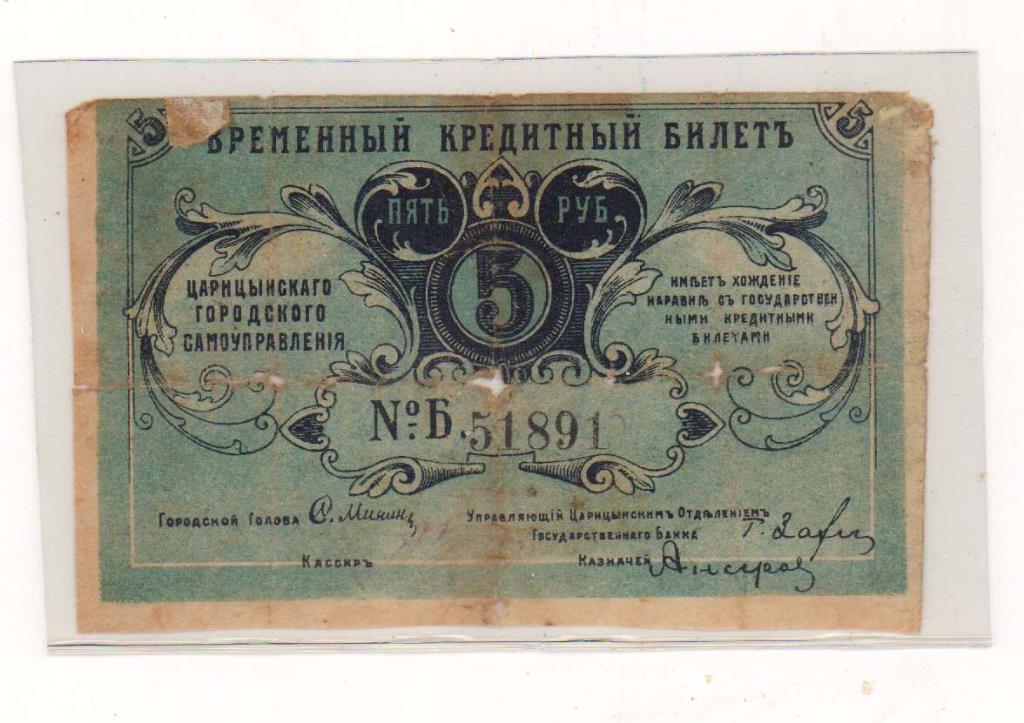 5 5
ВРЕМЕННЫЙ КРЕДИТНЫЙ БИЛЕТЪ
ПЯТЬ РУБ.
5
ЦАРИЦЫНСКАГО
ГОРОДСКОГО
САМОУПРАВЛЕНІЯ
ИМѢЕТЪ ХОЖДЕНІЕ
НАРАВНѢ СЪ ГОСУДАРСТВЕН
НЫМИ КРЕДИТНЫМИ
БИЛЕТАМИ
№ Б. 51891
ГОРОДСКОЙ ГОЛОВА С. Мининъ
УПРАВЛЯЮЩІЙ ЦАРИЦЫНСКИМЪ ОТДѢЛЕНІЕМЪ
ГОСУДАРСТВЕННАГО БАНКА
КАССИРЪ
КАЗНАЧЕЙ